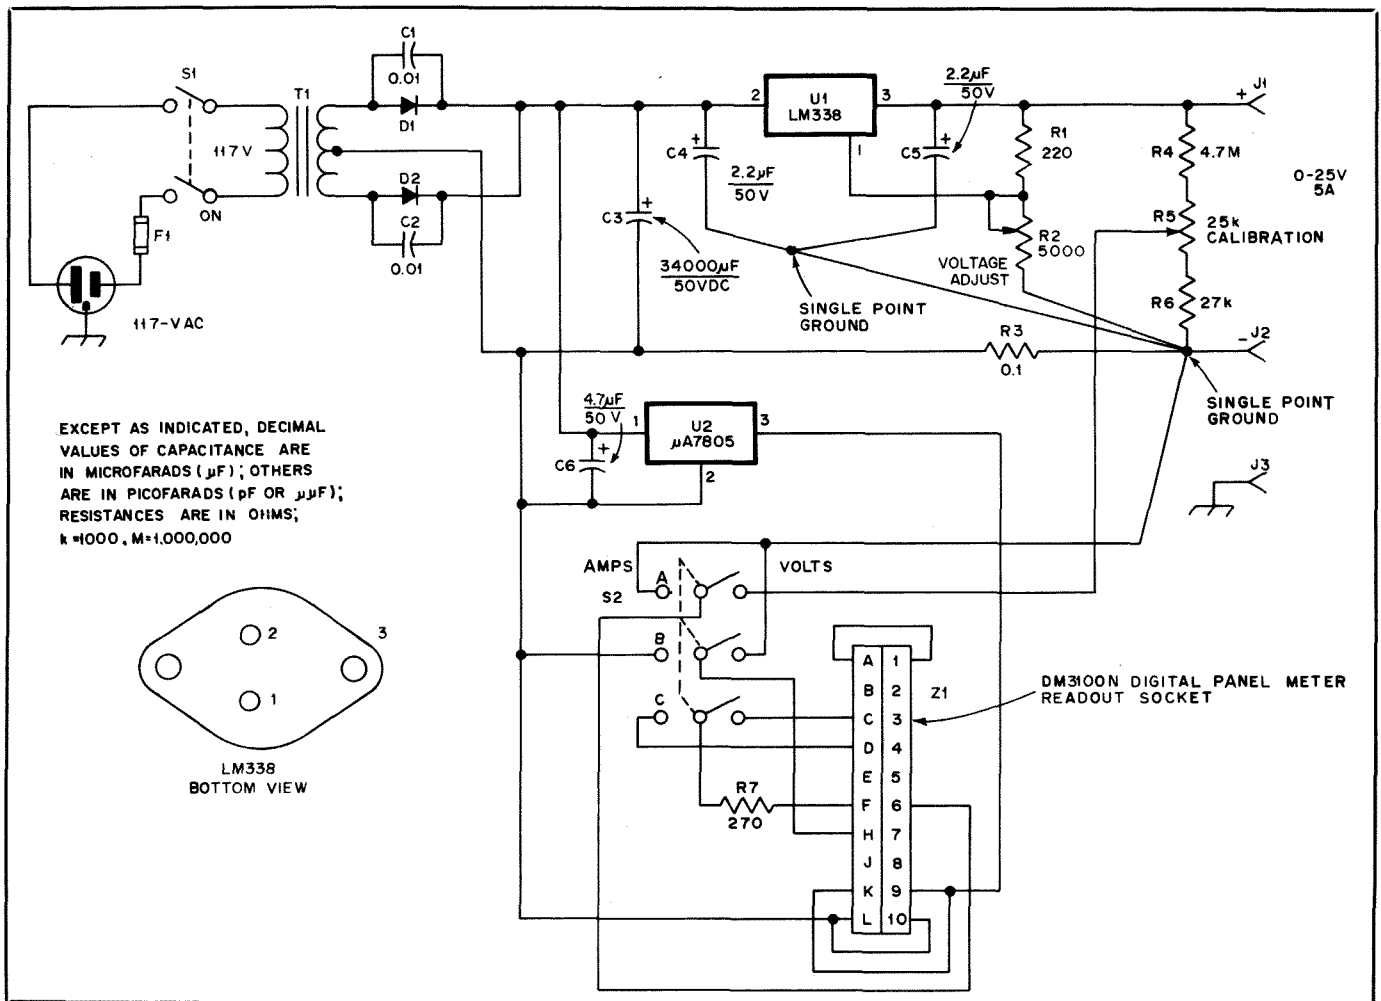 S1
T1
117V
ON
F1
117-VAC
C1
0.01
D1
D2
C2
0.01
C3
+
34000µF
50VDC
C4
+
2.2µF
50V
2
U1
LM338
3
1
C5
+
2.2µF
50V
R1
220
R2
5000
VOLTAGE
ADJUST
R4
4.7M
R5
25k
CALIBRATION
R6
27k
+
J1
0-25V
5A
-
J2
SINGLE POINT
GROUND
R3
0.1
SINGLE POINT
GROUND
J3
EXCEPT AS INDICATED, DECIMAL
VALUES OF CAPACITANCE ARE
IN MICROFARADS (µF); OTHERS
ARE IN PICOFARADS (pF OR µµF);
RESISTANCES ARE IN OHMS;
k=1000, M=1,000,000
4.7µF
50V
+
C6
1
U2
µA7805
3
2
AMPS
VOLTS
S2
A
B
C
2
1
3
LM338
BOTTOM VIEW
R7
270
A 1
B 2
C 3
D 4
E 5
F 6
H 7
J 8
K 9
L 10
Z1
DM3100N DIGITAL PANEL METER
READOUT SOCKET